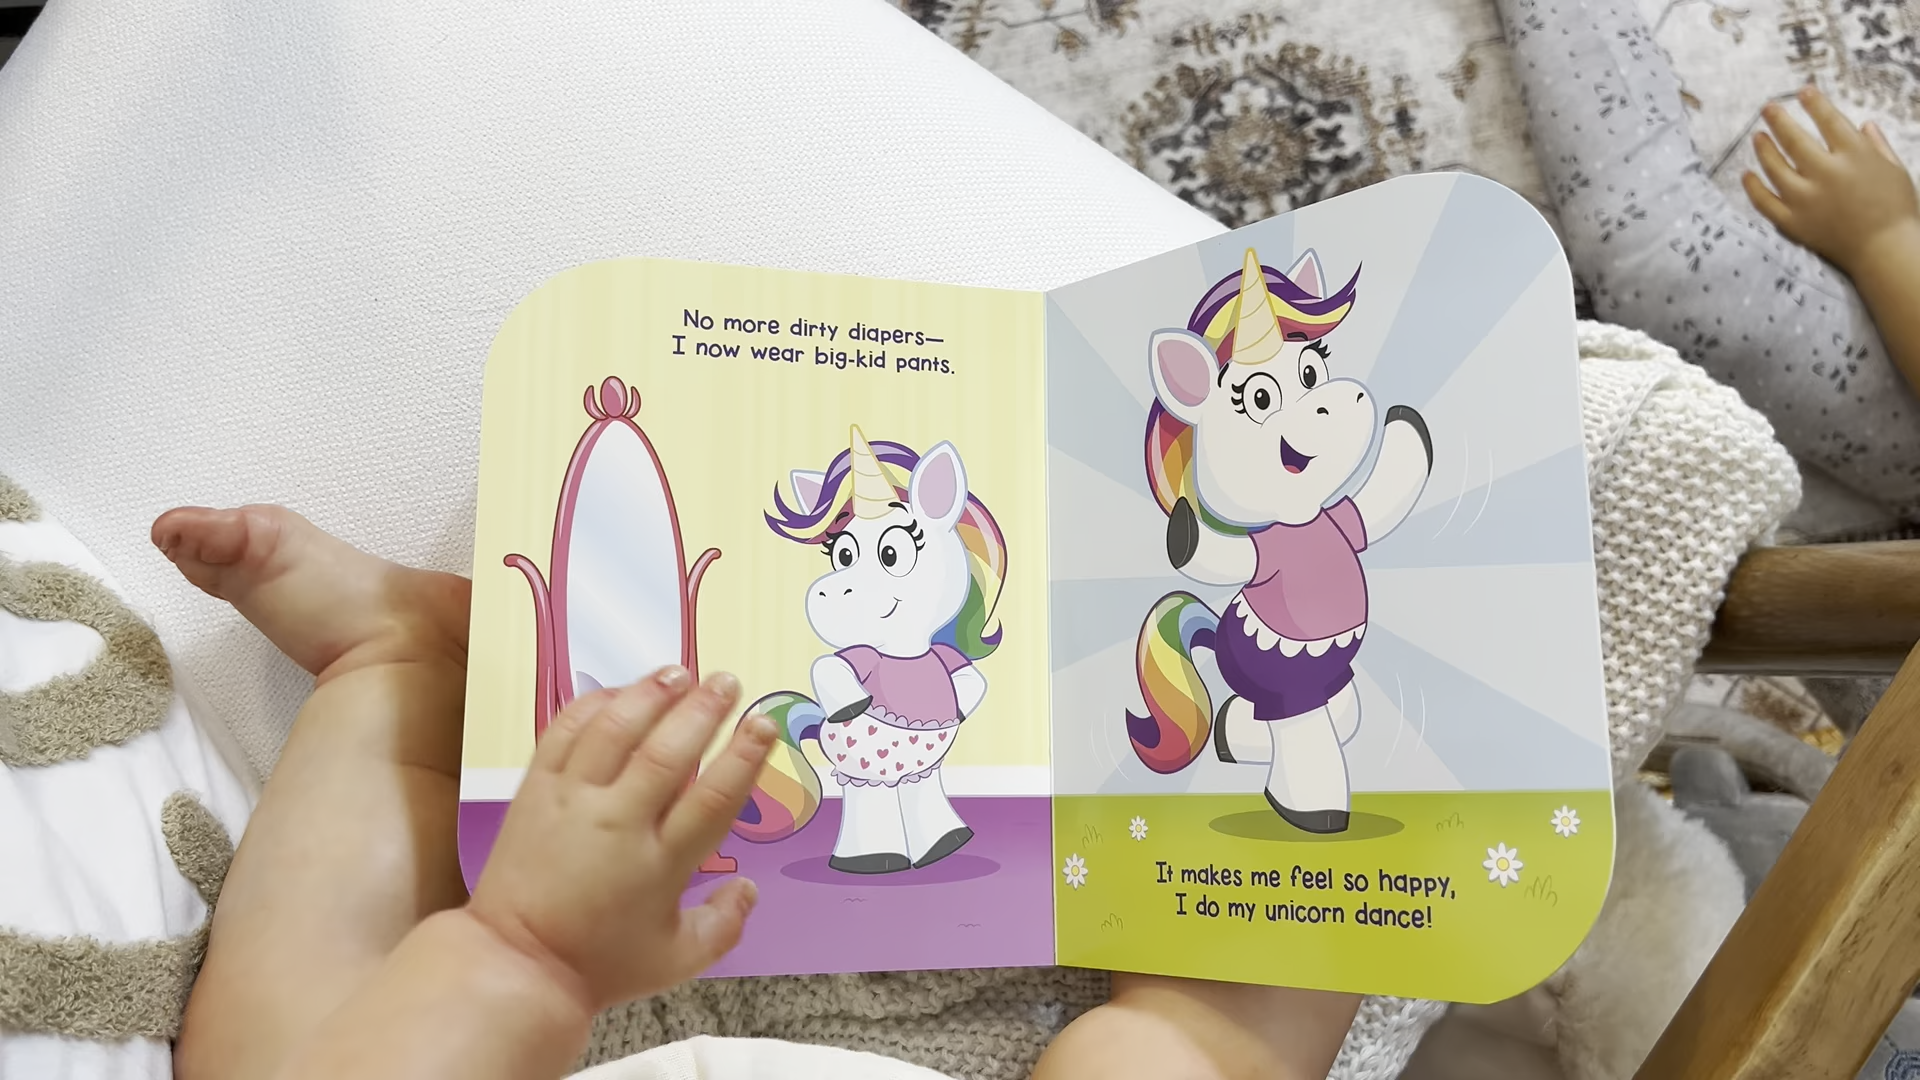 No more dirty diapers—
I now wear big-kid pants.
It makes me feel so happy,
I do my unicorn dance!